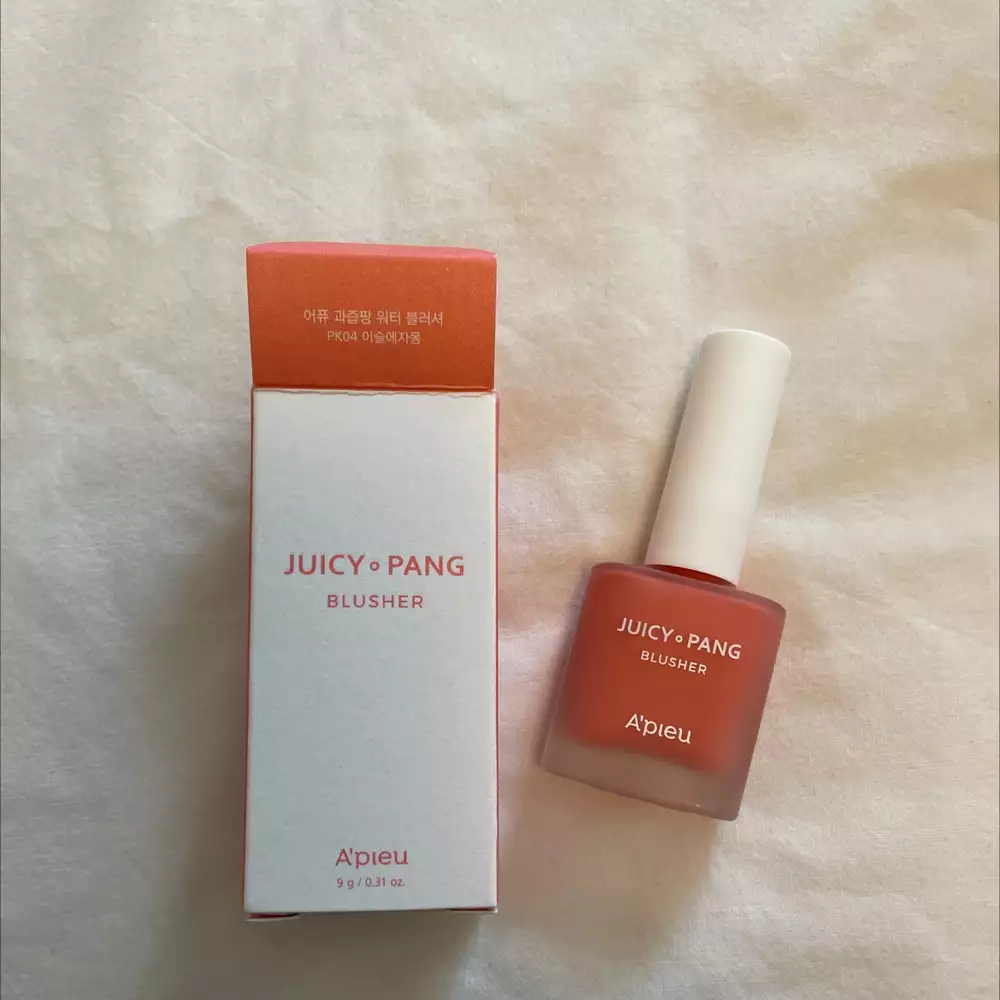 어퓨 과즙팡 워터 블러셔
PK04 이슬에자몽
JUICY PANG
BLUSHER
A'pieu
9 g / 0.31 oz.
JUICY PANG
BLUSHER
A'pieu